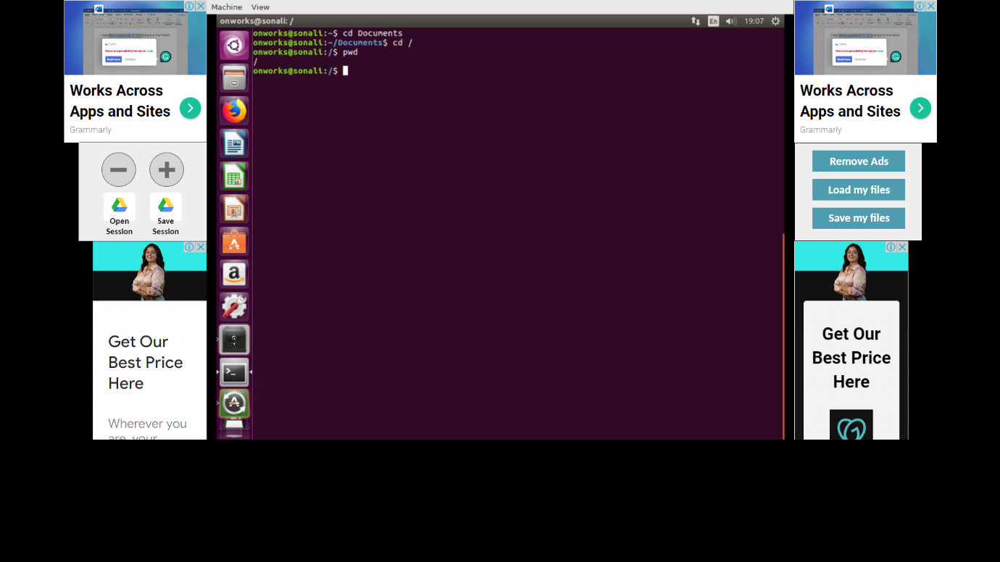 Machine View
onworks@sonali: /
En
19:07
onworks@sonali:~$ cd Documents
onworks@sonali:~/Documents$ cd /
onworks@sonali:/$ pwd
/
onworks@sonali:/$
Works Across
Apps and Sites
Grammarly
Open
Session
Save
Session
Get Our
Best Price
Here
Wherever you
are, your
Works Across
Apps and Sites
Grammarly
Remove Ads
Load my files
Save my files
Get Our
Best Price
Here